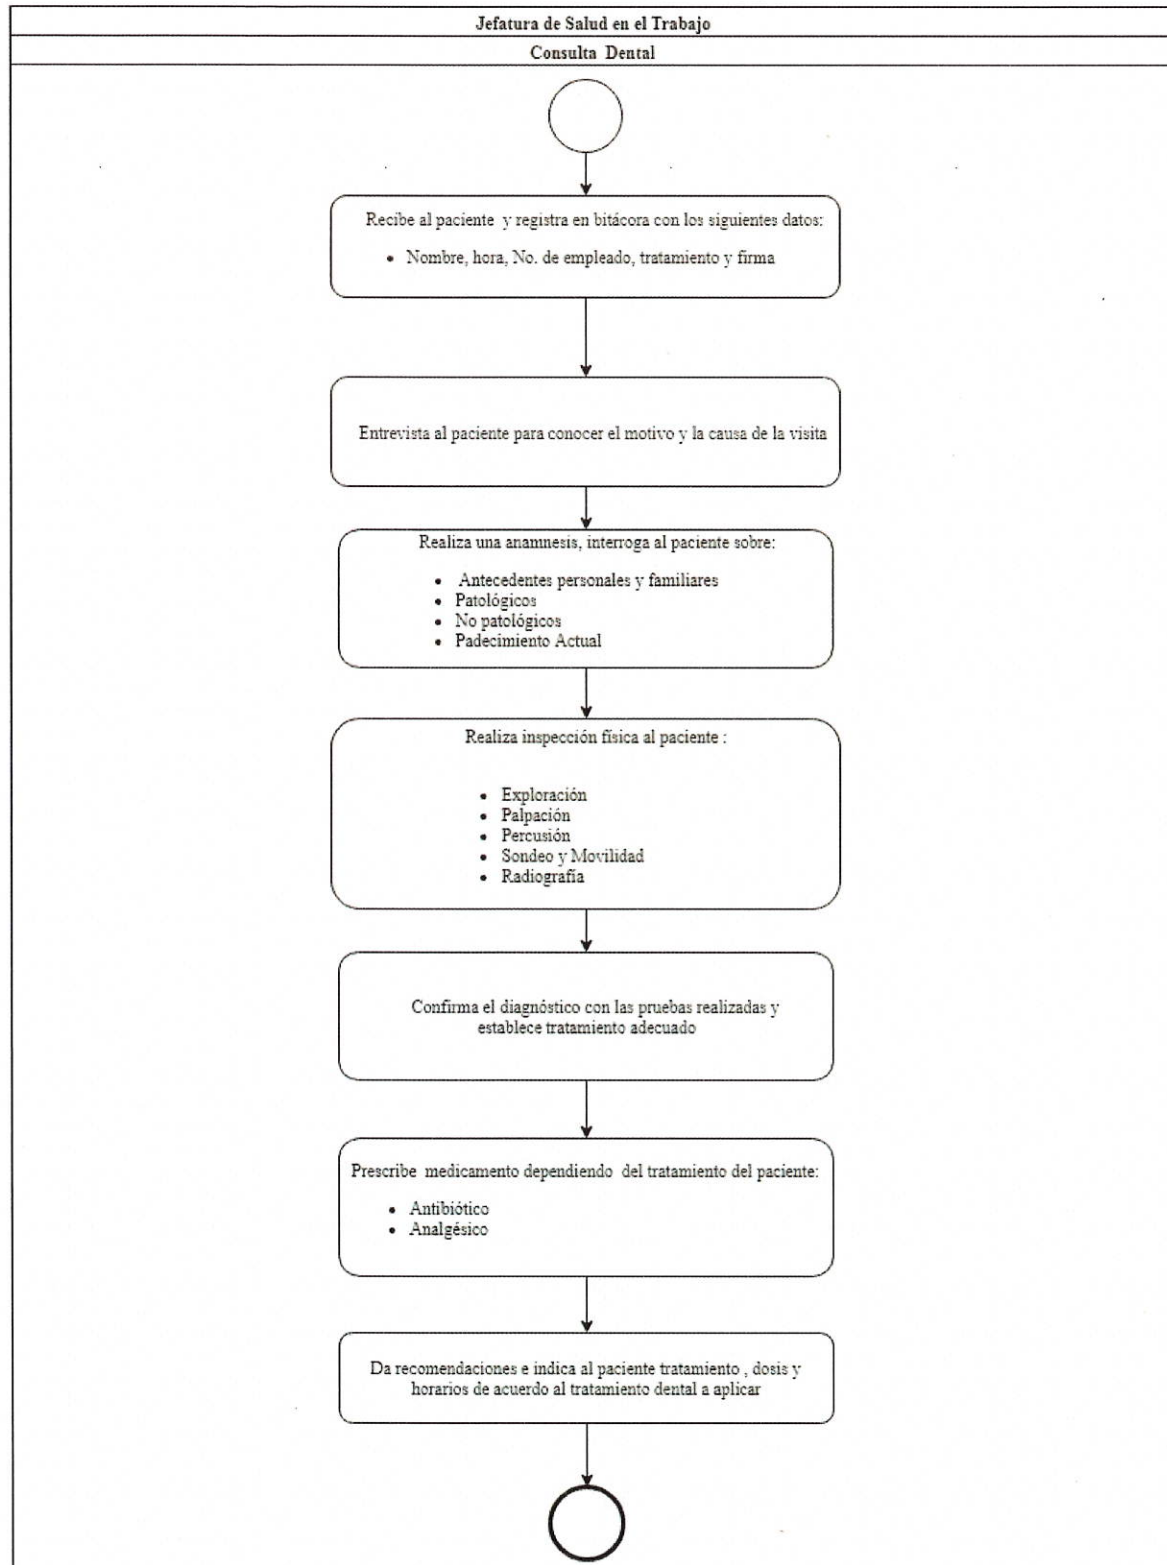 Jefatura de Salud en el Trabajo
Consulta Dental
Recibe al paciente y registra en bitácora con los siguientes datos:
• Nombre, hora, No. de empleado, tratamiento y firma
Entrevista al paciente para conocer el motivo y la causa de la visita
Realiza una anamnesis, interroga al paciente sobre:
• Antecedentes personales y familiares
• Patológicos
• No patológicos
• Padecimiento Actual
Realiza inspección física al paciente :
• Exploración
• Palpación
• Percusión
• Sondeo y Movilidad
• Radiografía
Confirma el diagnóstico con las pruebas realizadas y
establece tratamiento adecuado
Prescribe medicamento dependiendo del tratamiento del paciente:
• Antibiótico
• Analgésico
Da recomendaciones e indica al paciente tratamiento , dosis y
horarios de acuerdo al tratamiento dental a aplicar